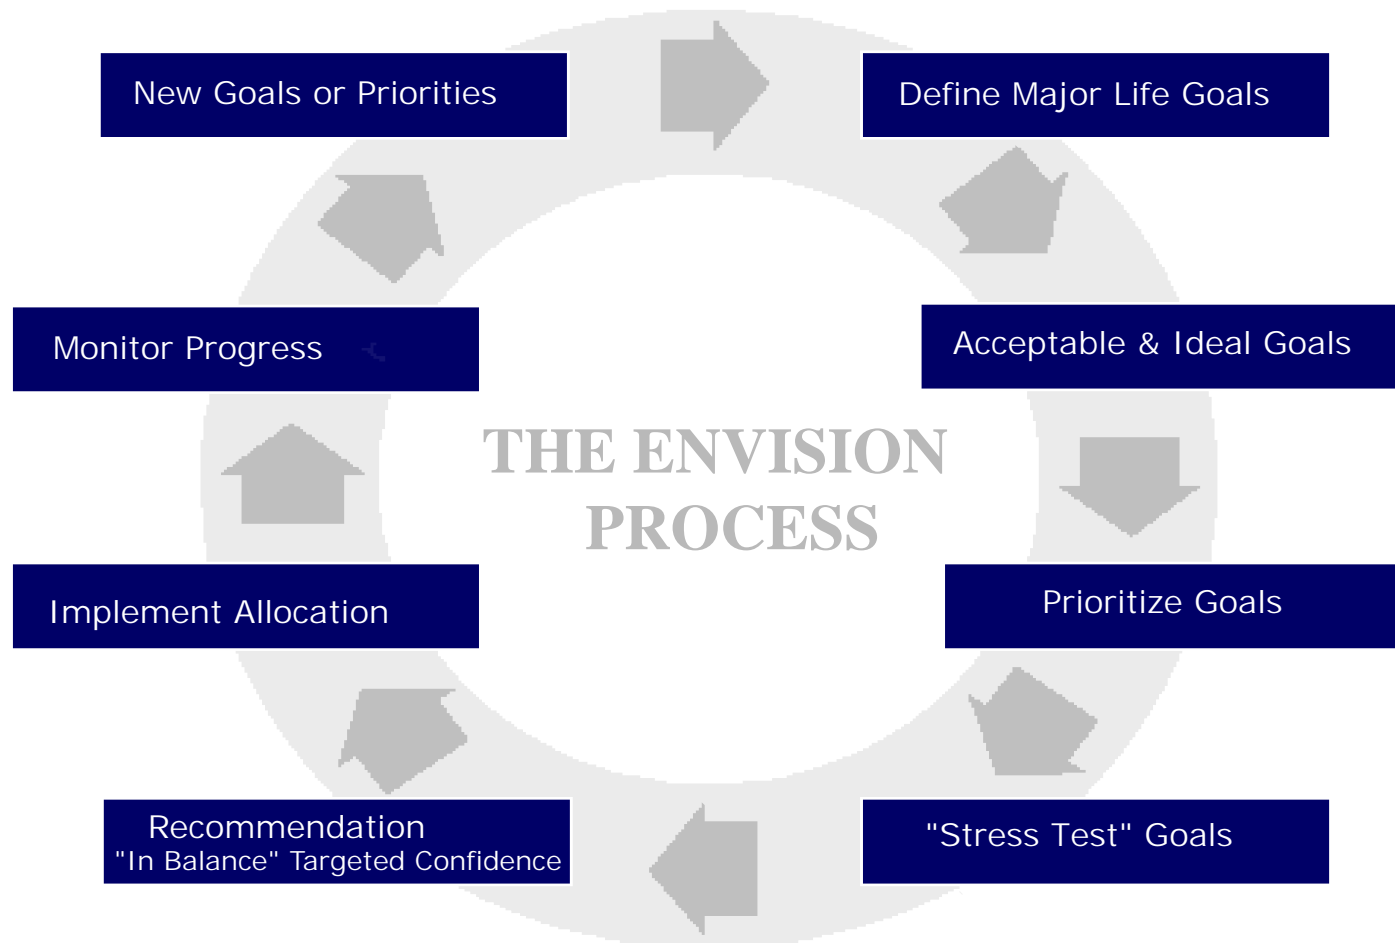 New Goals or Priorities
Define Major Life Goals
Monitor Progress
Acceptable & Ideal Goals
THE ENVISION
PROCESS
Implement Allocation
Prioritize Goals
Recommendation
"In Balance" Targeted Confidence
"Stress Test" Goals